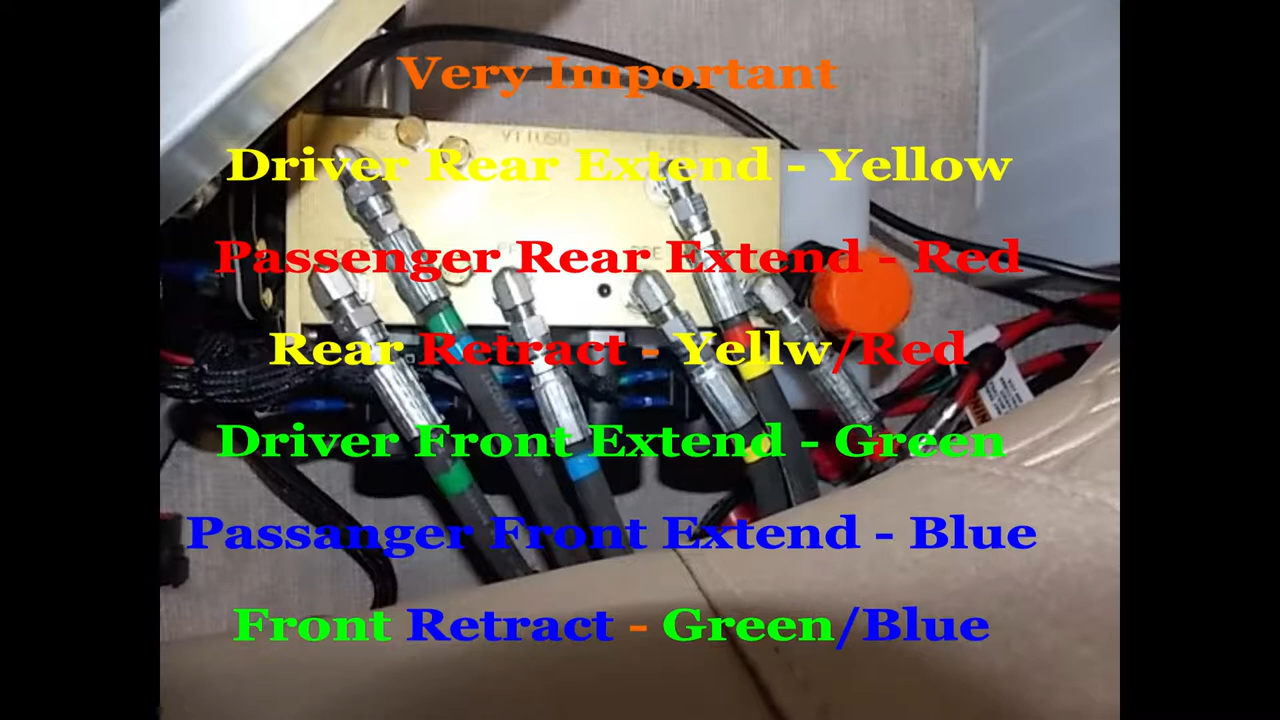 Very Important
Driver Rear Extend - Yellow
Passenger Rear Extend - Red
Rear Retract - Yellw/Red
Driver Front Extend - Green
Passanger Front Extend - Blue
Front Retract - Green/Blue